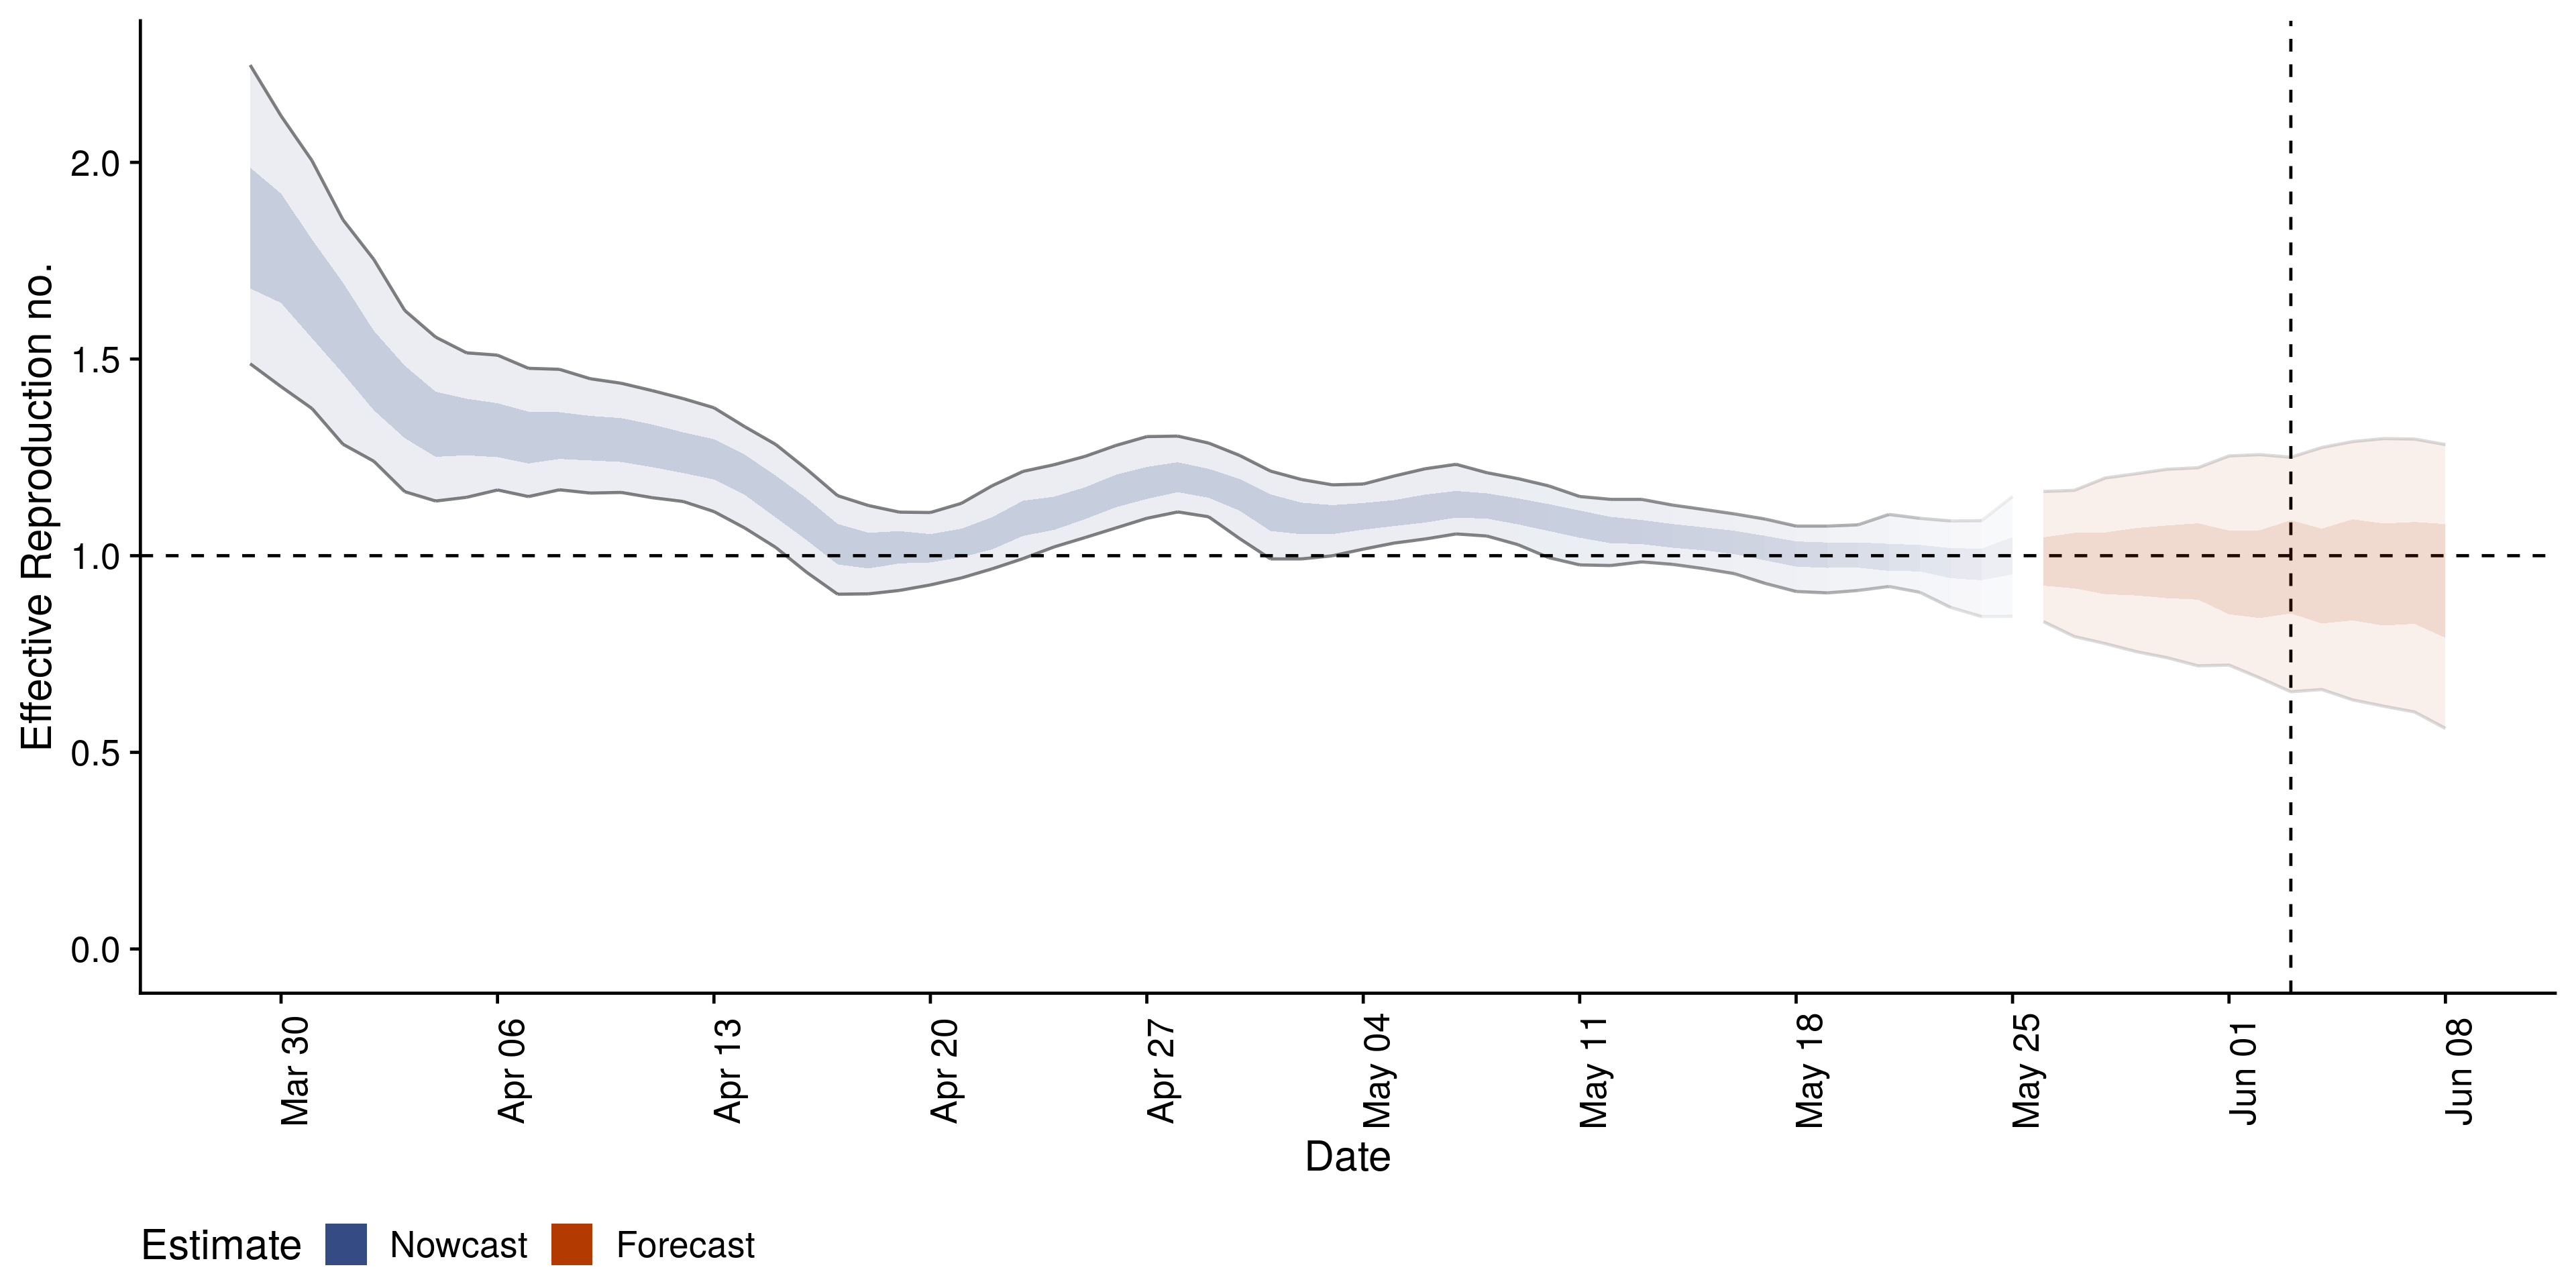 Effective Reproduction no.
2.0
1.5
1.0
0.5
0.0
Mar 30
Apr 06
Apr 13
Apr 20
Apr 27
May 04
May 11
May 18
May 25
Jun 01
Jun 08
Date
Estimate Nowcast Forecast